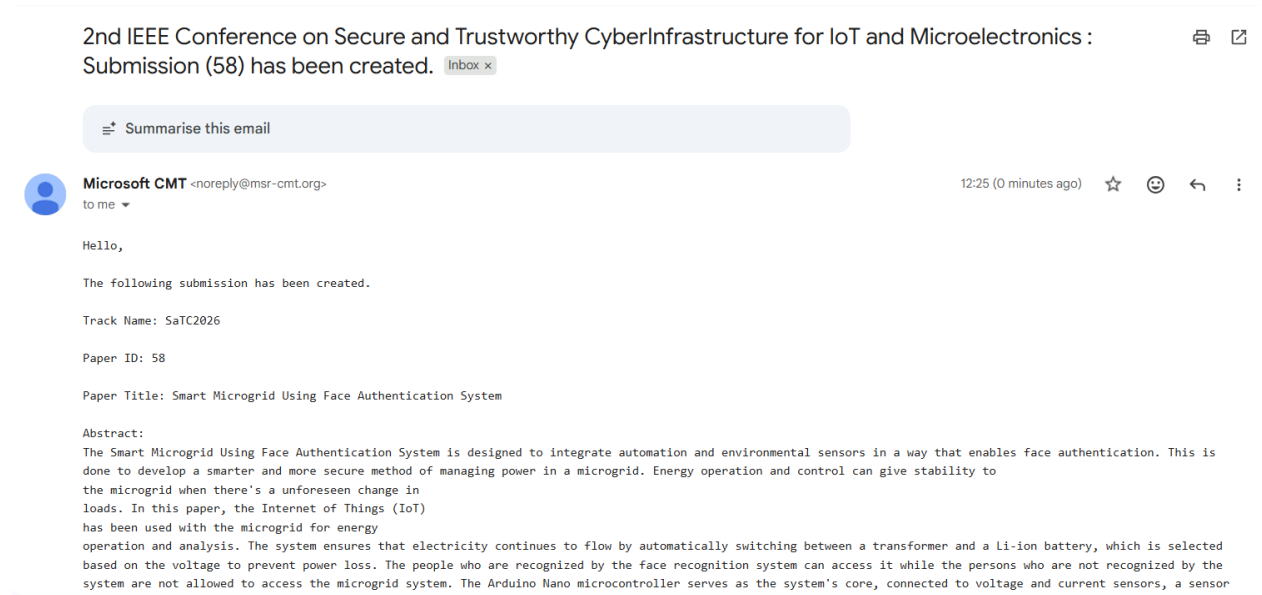 2nd IEEE Conference on Secure and Trustworthy CyberInfrastructure for IoT and Microelectronics :
Submission (58) has been created. Inbox ×
Summarise this email
Microsoft CMT <noreply@msr-cmt.org> 12:25 (0 minutes ago)
to me
Hello,
The following submission has been created.
Track Name: SaTC2026
Paper ID: 58
Paper Title: Smart Microgrid Using Face Authentication System
Abstract:
The Smart Microgrid Using Face Authentication System is designed to integrate automation and environmental sensors in a way that enables face authentication. This is
done to develop a smarter and more secure method of managing power in a microgrid. Energy operation and control can give stability to
the microgrid when there's a unforeseen change in
loads. In this paper, the Internet of Things (IoT)
has been used with the microgrid for energy
operation and analysis. The system ensures that electricity continues to flow by automatically switching between a transformer and a Li-ion battery, which is selected
based on the voltage to prevent power loss. The people who are recognized by the face recognition system can access it while the persons who are not recognized by the
system are not allowed to access the microgrid system. The Arduino Nano microcontroller serves as the system's core, connected to voltage and current sensors, a sensor